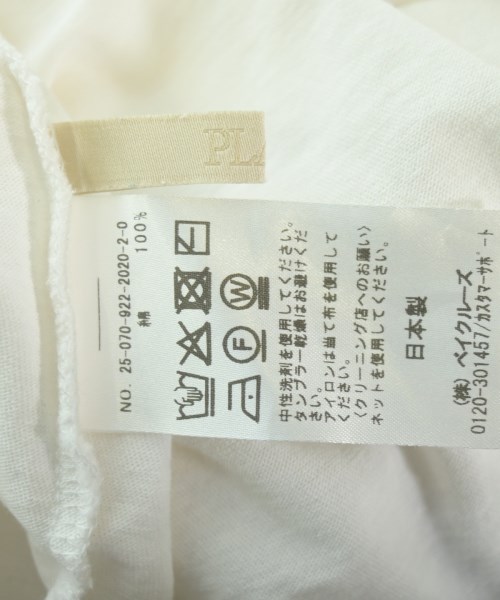 PLA
NO. 25-070-922-2020-2-0
綿 100%
中性洗剤を使用してください。
タンブラー乾燥はお避けくだ
さい。
アイロンは当て布を使用して
ください。
〈クリーニング店へのお願い〉
ネットを使用してください。
日本製
(株) ベイクルーズ
0120-301457/カスタマーサポート